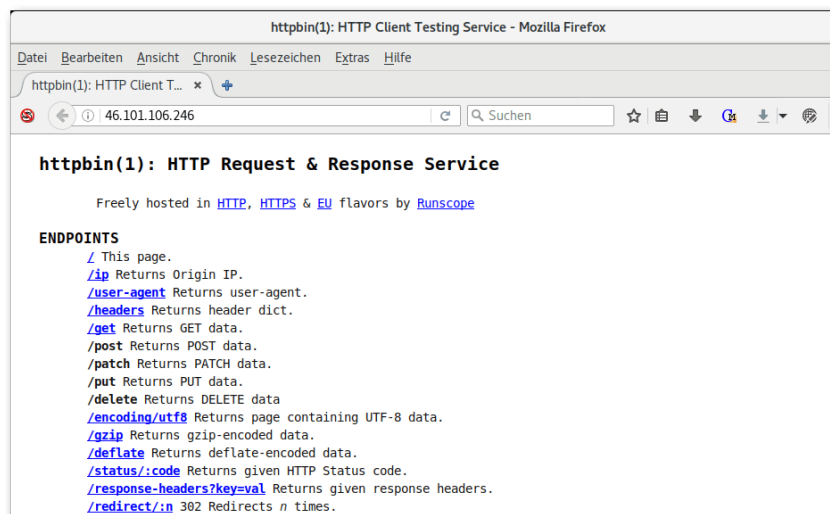 httpbin(1): HTTP Client Testing Service - Mozilla Firefox
Datei Bearbeiten Ansicht Chronik Lesezeichen Extras Hilfe
httpbin(1): HTTP Client T...
46.101.106.246
Suchen
httpbin(1): HTTP Request & Response Service
Freely hosted in HTTP, HTTPS & EU flavors by Runscope
ENDPOINTS
/ This page.
/ip Returns Origin IP.
/user-agent Returns user-agent.
/headers Returns header dict.
/get Returns GET data.
/post Returns POST data.
/patch Returns PATCH data.
/put Returns PUT data.
/delete Returns DELETE data
/encoding/utf8 Returns page containing UTF-8 data.
/gzip Returns gzip-encoded data.
/deflate Returns deflate-encoded data.
/status/:code Returns given HTTP Status code.
/response-headers?key=val Returns given response headers.
/redirect/:n 302 Redirects n times.